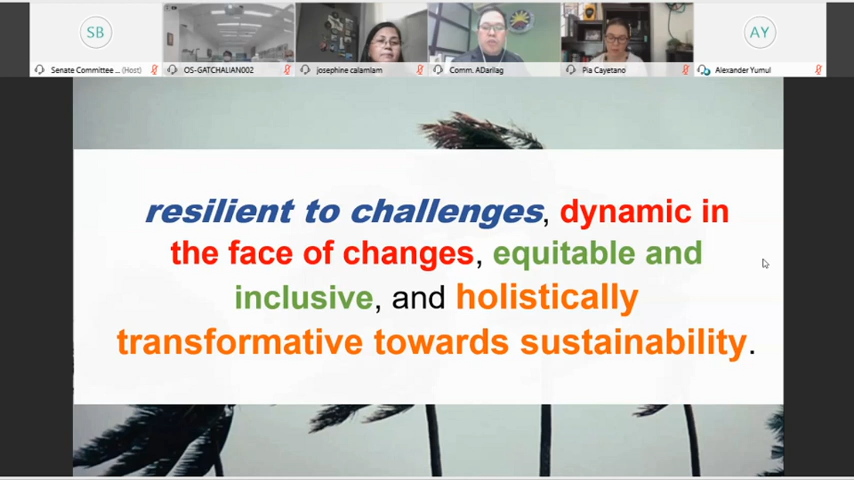 SB
AY
Senate Committee ... (Host)
OS-GATCHALIAN002
josephine calamlam
Comm. ADarilag
Pia Cayetano
Alexander Yumul
resilient to challenges, dynamic in
the face of changes, equitable and
inclusive, and holistically
transformative towards sustainability.